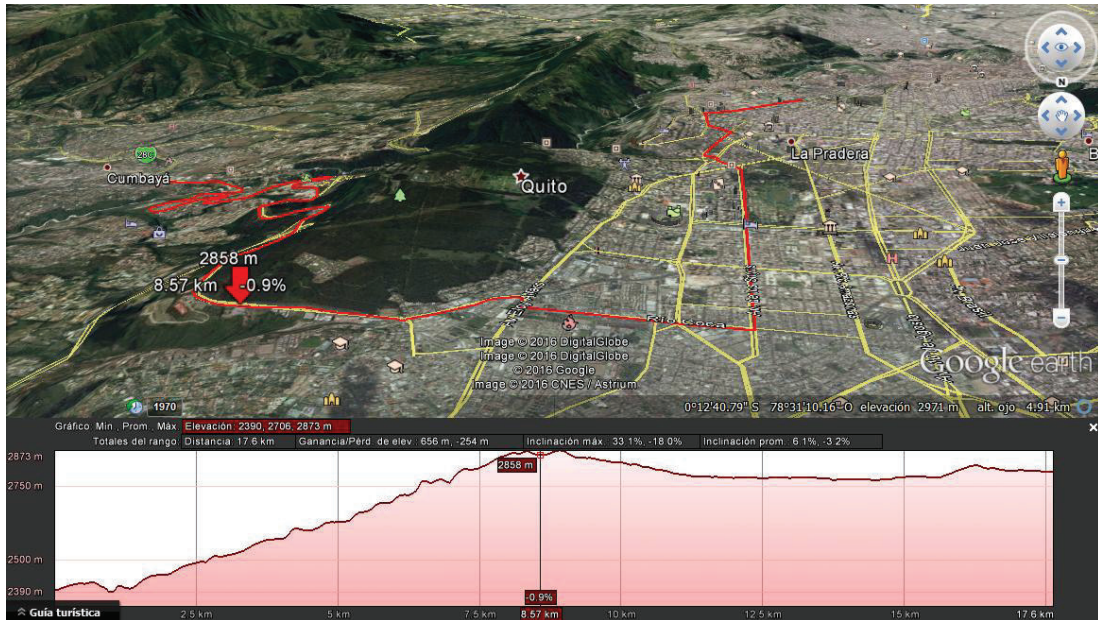 N
La Pradera
B
280
Cumbayá
Quito
2858 m
8.57 km -0.9%
H
Image © 2016 DigitalGlobe
Image © 2016 DigitalGlobe
© 2016 Google
Image © 2016 CNES / Astrium
Google earth
1970
0°12'40.79" S 78°31'10.16" O elevación 2971 m alt. ojo 4.91 km
Gráfico Mín., Prom., Máx. Elevación: 2390, 2706, 2873 m
Totales del rango: Distancia: 17.6 km Ganancia/Pérd. de elev.: 656 m, -254 m Inclinación máx.: 33.1%, -18.0% Inclinación prom.: 6.1%, -3.2%
2873 m
2858 m
2750 m
2500 m
2390 m
-0.9%
Guía turística
2.5 km 5 km 7.5 km 8.57 km 10 km 12.5 km 15 km 17.6 km